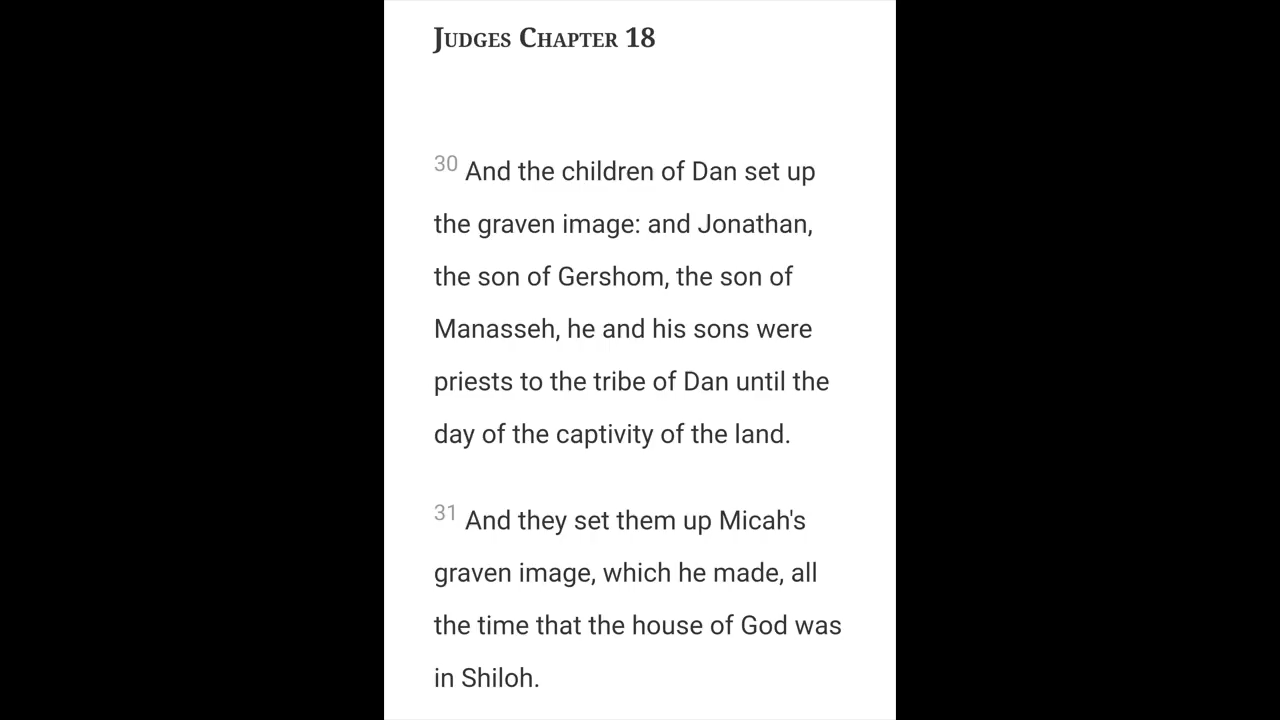 Judges Chapter 18
30 And the children of Dan set up
the graven image: and Jonathan,
the son of Gershom, the son of
Manasseh, he and his sons were
priests to the tribe of Dan until the
day of the captivity of the land.
31 And they set them up Micah's
graven image, which he made, all
the time that the house of God was
in Shiloh.